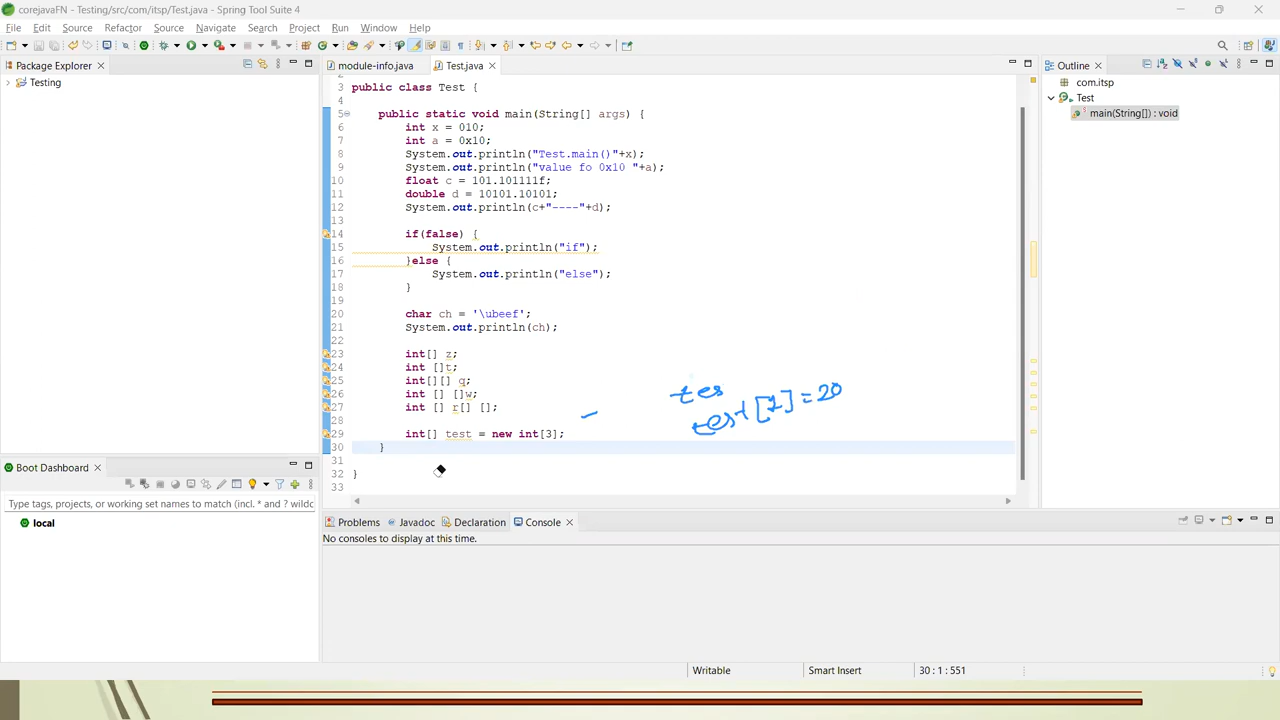 corejavaFN - Testing/src/com/itsp/Test.java - Spring Tool Suite 4
File Edit Source Refactor Source Navigate Search Project Run Window Help
Package Explorer
Testing
module-info.java
Test.java
2
3 public class Test {
4
5 public static void main(String[] args) {
6 int x = 010;
7 int a = 0x10;
8 System.out.println("Test.main()"+x);
9 System.out.println("value fo 0x10 "+a);
10 float c = 101.101111f;
11 double d = 10101.10101;
12 System.out.println(c+"----"+d);
13
14 if(false) {
15 System.out.println("if");
16 }else {
17 System.out.println("else");
18 }
19
20 char ch = '\ubeef';
21 System.out.println(ch);
22
23 int[] z;
24 int []t;
25 int[][] q;
26 int [] []w;
27 int [] r[] [];
28
29 int[] test = new int[3];
30 }
31
32 }
33
tes
test[1]=20
Outline
com.itsp
Test
main(String[]) : void
Boot Dashboard
Type tags, projects, or working set names to match (incl. * and ? wildc
local
Problems Javadoc Declaration Console
No consoles to display at this time.
Writable Smart Insert 30 : 1 : 551